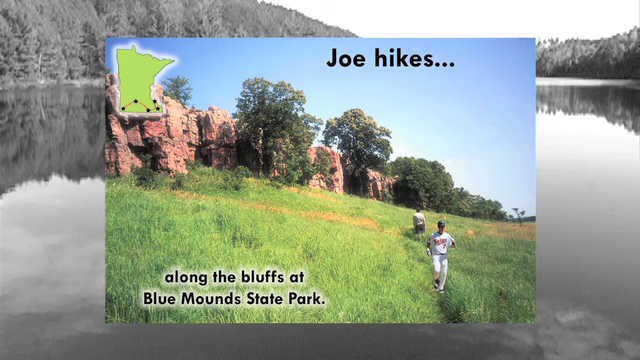 Joe hikes...
along the bluffs at
Blue Mounds State Park.